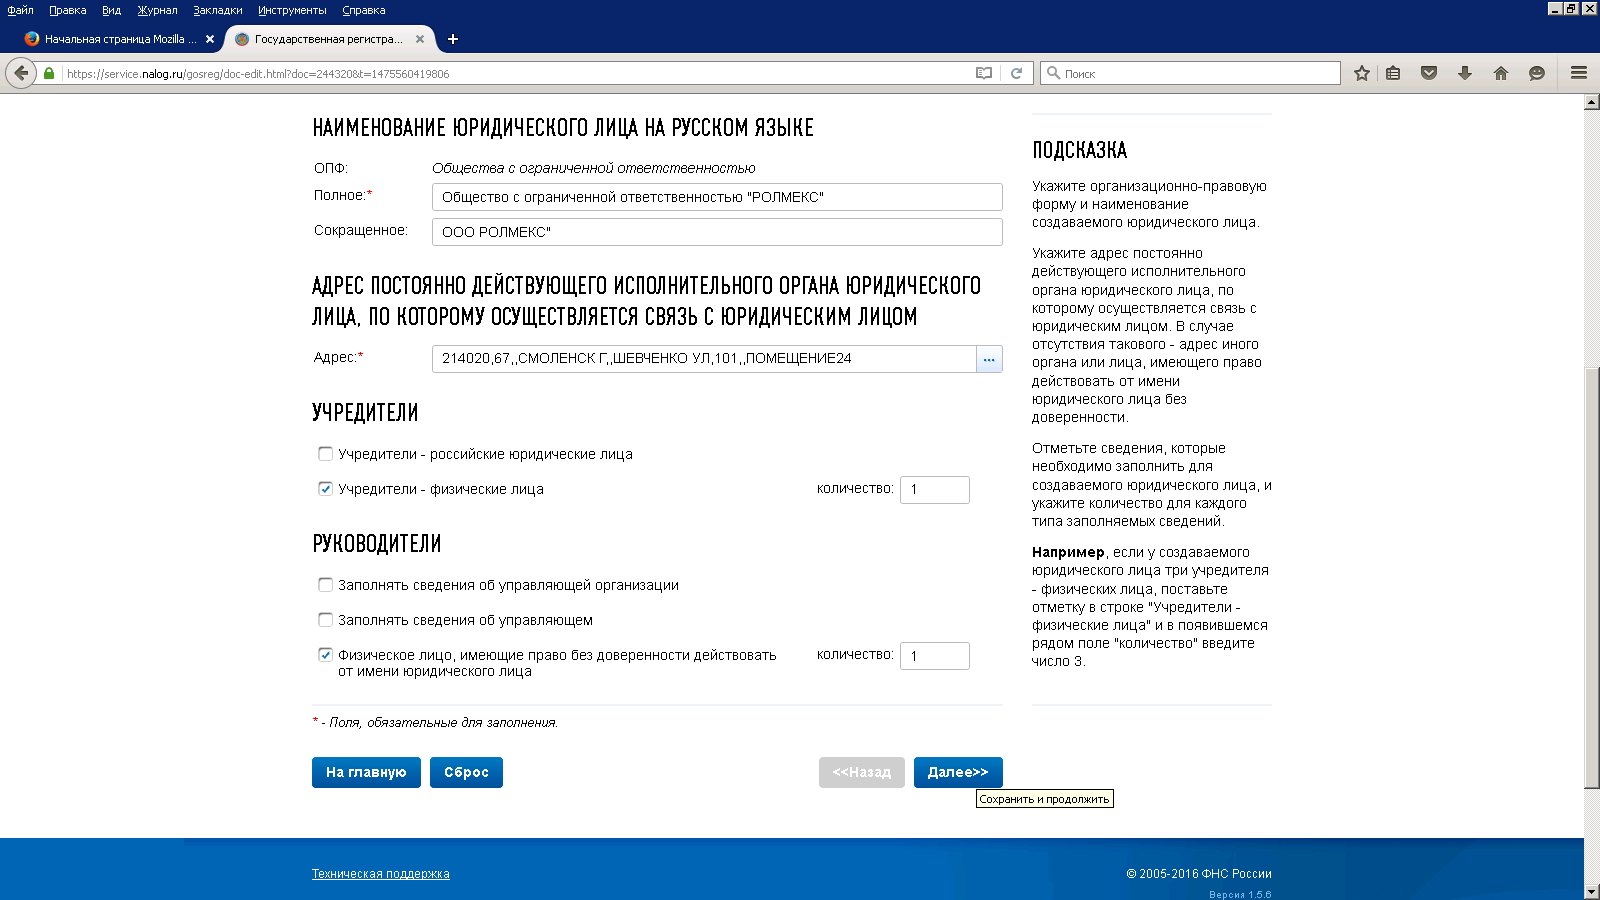 Файл Правка Вид Журнал Закладки Инструменты Справка
Начальная страница Mozilla ... Государственная регистра...
https://service.nalog.ru/gosreg/doc-edit.html?doc=244320&t=1475560419806 Поиск
НАИМЕНОВАНИЕ ЮРИДИЧЕСКОГО ЛИЦА НА РУССКОМ ЯЗЫКЕ
ОПФ: Общества с ограниченной ответственностью
Полное:* Общество с ограниченной ответственностью "РОЛМЕКС"
Сокращенное: ООО РОЛМЕКС"
АДРЕС ПОСТОЯННО ДЕЙСТВУЮЩЕГО ИСПОЛНИТЕЛЬНОГО ОРГАНА ЮРИДИЧЕСКОГО
ЛИЦА, ПО КОТОРОМУ ОСУЩЕСТВЛЯЕТСЯ СВЯЗЬ С ЮРИДИЧЕСКИМ ЛИЦОМ
Адрес:* 214020,67,,СМОЛЕНСК Г,,ШЕВЧЕНКО УЛ,101,,ПОМЕЩЕНИЕ24 ...
УЧРЕДИТЕЛИ
Учредители - российские юридические лица
Учредители - физические лица количество: 1
РУКОВОДИТЕЛИ
Заполнять сведения об управляющей организации
Заполнять сведения об управляющем
Физическое лицо, имеющие право без доверенности действовать количество: 1
от имени юридического лица
* - Поля, обязательные для заполнения.
На главную Сброс <<Назад Далее>>
Сохранить и продолжить
ПОДСКАЗКА
Укажите организационно-правовую
форму и наименование
создаваемого юридического лица.
Укажите адрес постоянно
действующего исполнительного
органа юридического лица, по
которому осуществляется связь с
юридическим лицом. В случае
отсутствия такового - адрес иного
органа или лица, имеющего право
действовать от имени
юридического лица без
доверенности.
Отметьте сведения, которые
необходимо заполнить для
создаваемого юридического лица, и
укажите количество для каждого
типа заполняемых сведений.
Например, если у создаваемого
юридического лица три учредителя
- физических лица, поставьте
отметку в строке "Учредители -
физические лица" и в появившемся
рядом поле "количество" введите
число 3.
Техническая поддержка © 2005-2016 ФНС России
Версия 1.5.6